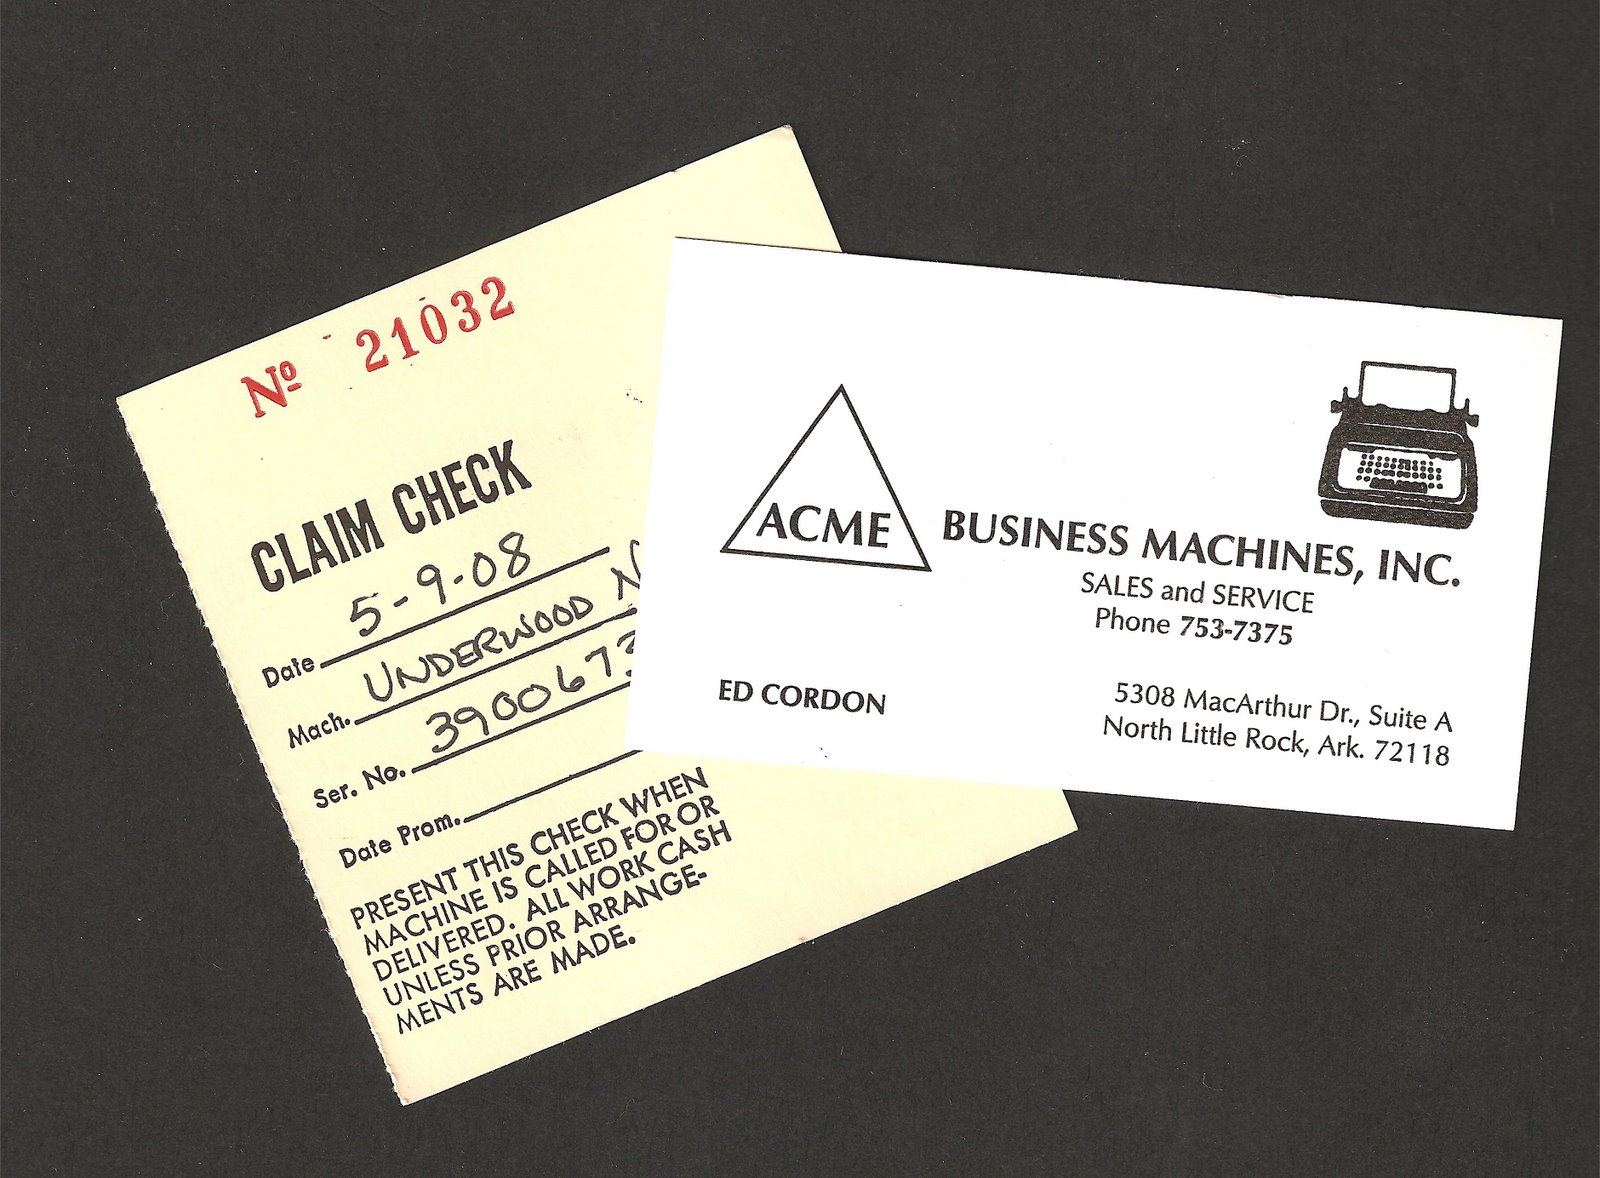 Nº 21032
CLAIM CHECK
Date 5-9-08
Mach. UNDERWOOD
Ser. No. 390067
Date Prom.
PRESENT THIS CHECK WHEN
MACHINE IS CALLED FOR OR
DELIVERED. ALL WORK CASH
UNLESS PRIOR ARRANGE-
MENTS ARE MADE.
ACME BUSINESS MACHINES, INC.
SALES and SERVICE
Phone 753-7375
ED CORDON
5308 MacArthur Dr., Suite A
North Little Rock, Ark. 72118